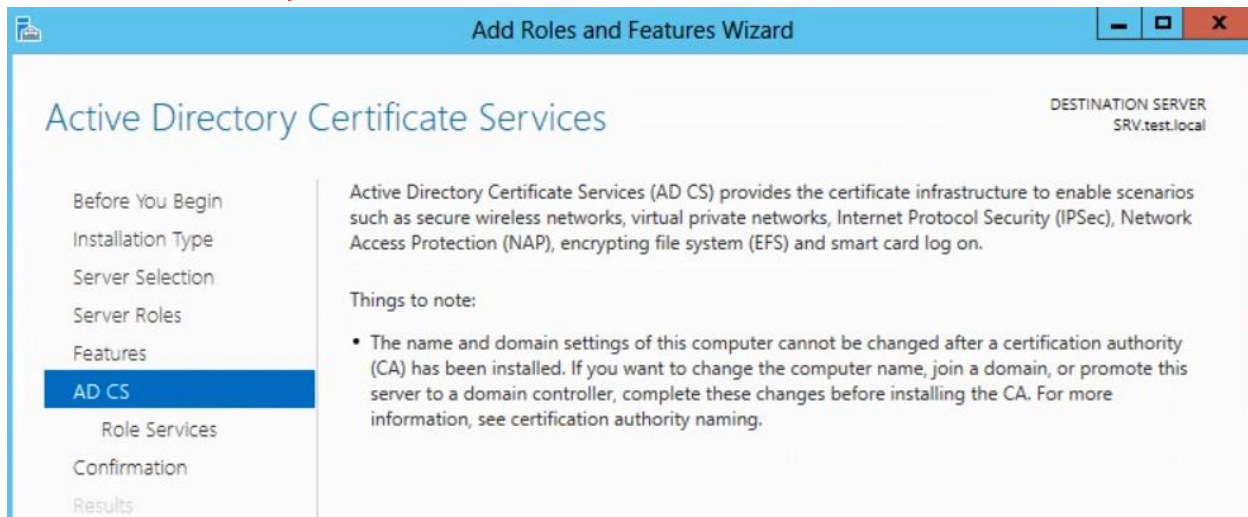 Add Roles and Features Wizard
Active Directory Certificate Services
DESTINATION SERVER
SRV.test.local
Before You Begin
Installation Type
Server Selection
Server Roles
Features
AD CS
Role Services
Confirmation
Results
Active Directory Certificate Services (AD CS) provides the certificate infrastructure to enable scenarios
such as secure wireless networks, virtual private networks, Internet Protocol Security (IPSec), Network
Access Protection (NAP), encrypting file system (EFS) and smart card log on.
Things to note:
• The name and domain settings of this computer cannot be changed after a certification authority
(CA) has been installed. If you want to change the computer name, join a domain, or promote this
server to a domain controller, complete these changes before installing the CA. For more
information, see certification authority naming.